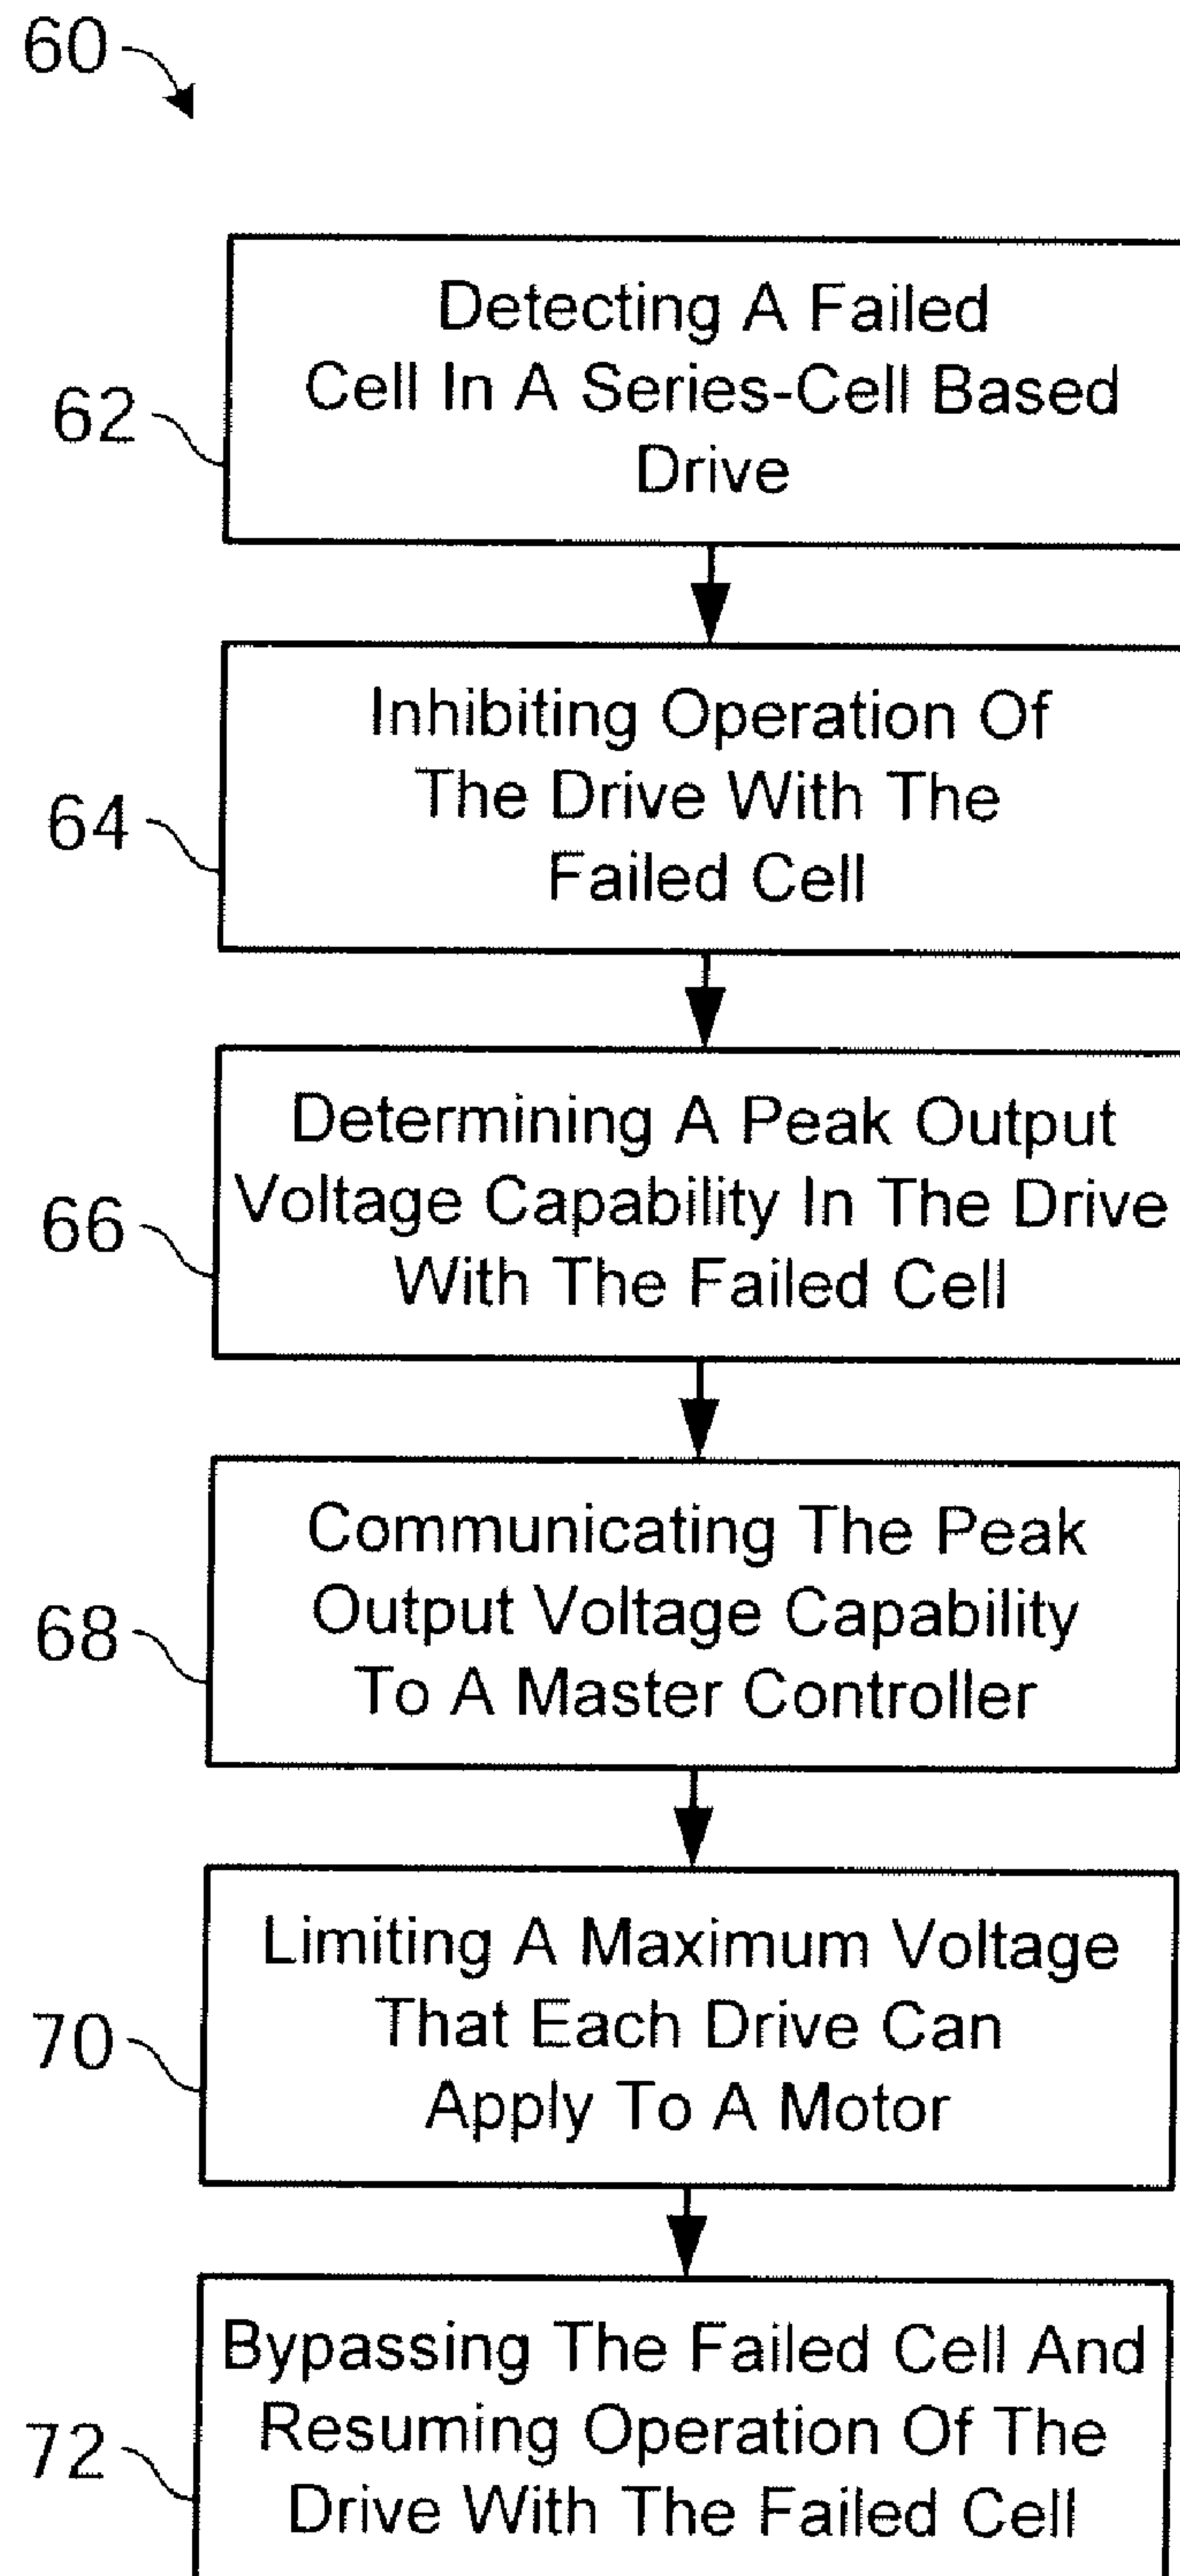 60
Detecting A Failed
Cell In A Series-Cell Based
Drive
62
Inhibiting Operation Of
The Drive With The
Failed Cell
64
Determining A Peak Output
Voltage Capability In The Drive
With The Failed Cell
66
Communicating The Peak
Output Voltage Capability
To A Master Controller
68
Limiting A Maximum Voltage
That Each Drive Can
Apply To A Motor
70
Bypassing The Failed Cell And
Resuming Operation Of The
Drive With The Failed Cell
72